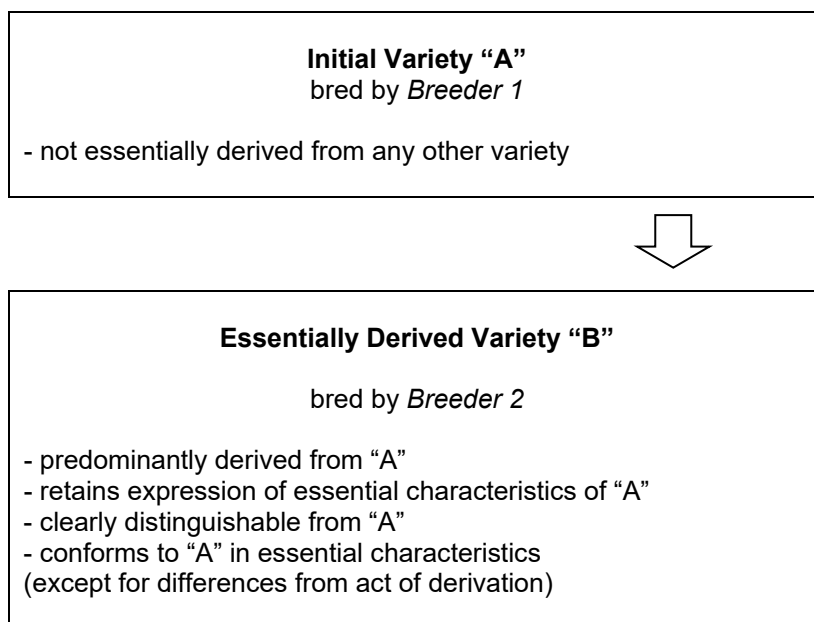 Initial Variety “A”
bred by Breeder 1
- not essentially derived from any other variety
Essentially Derived Variety “B”
bred by Breeder 2
- predominantly derived from “A”
- retains expression of essential characteristics of “A”
- clearly distinguishable from “A”
- conforms to “A” in essential characteristics
(except for differences from act of derivation)